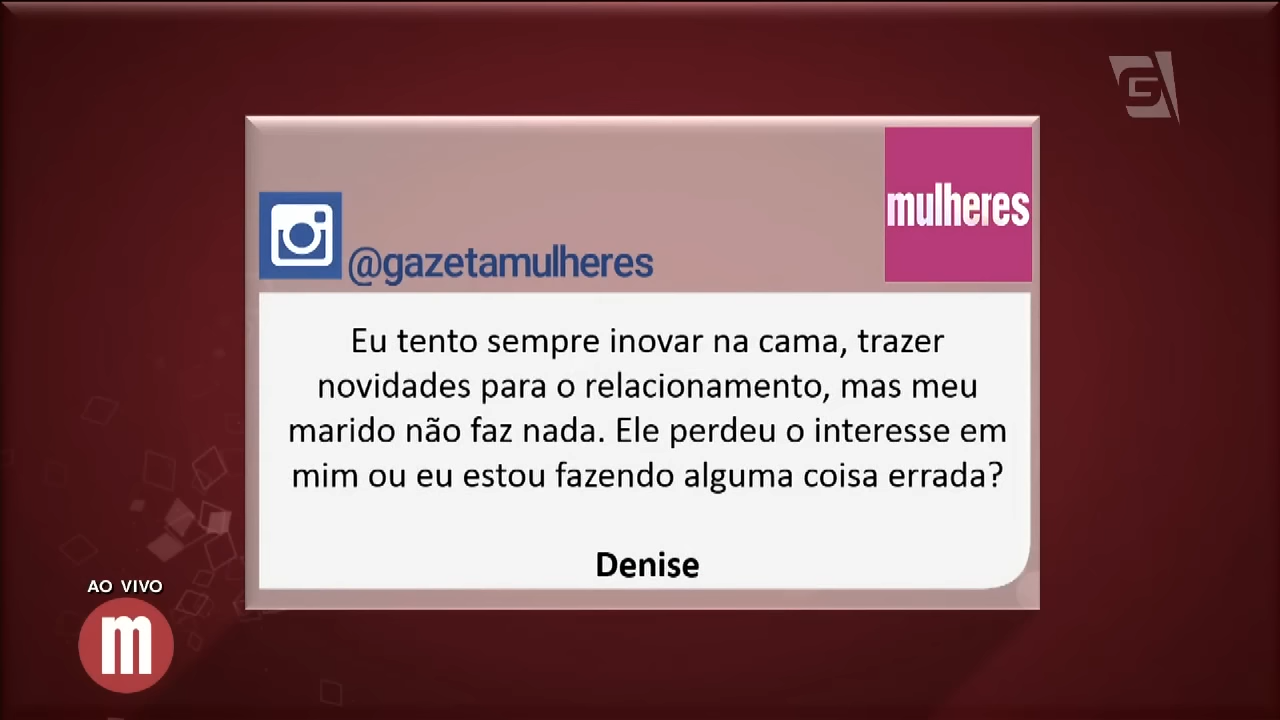 mulheres
@gazetamulheres
Eu tento sempre inovar na cama, trazer
novidades para o relacionamento, mas meu
marido não faz nada. Ele perdeu o interesse em
mim ou eu estou fazendo alguma coisa errada?
Denise
AO VIVO
m
G